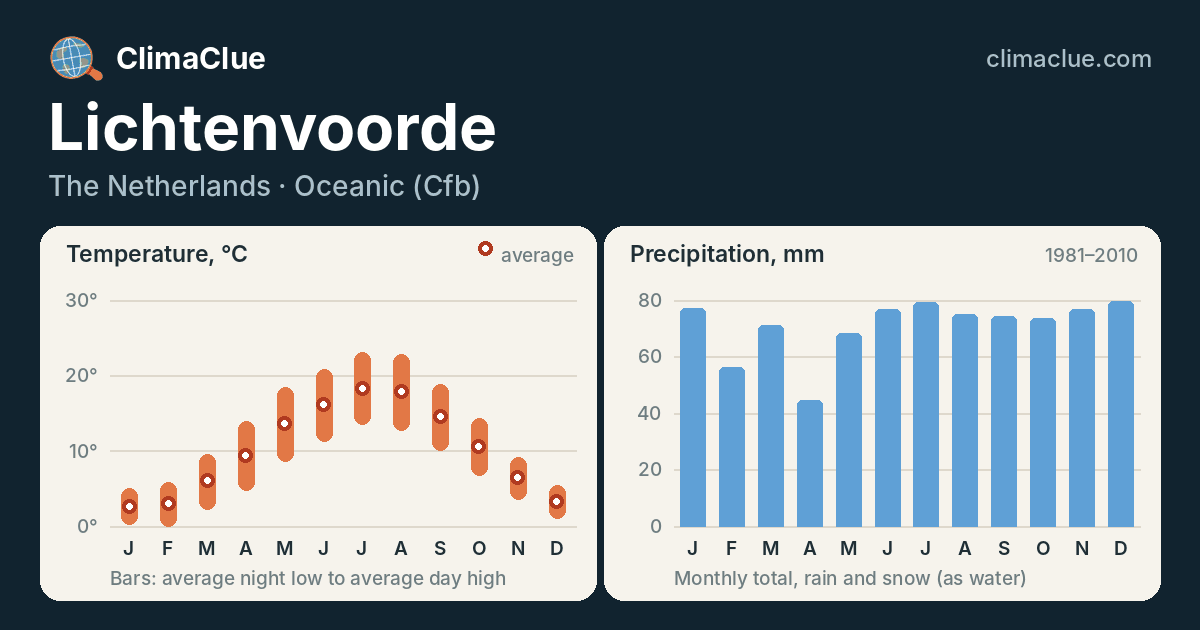 ClimaClue
climaclue.com
Lichtenvoorde
The Netherlands · Oceanic (Cfb)
Temperature, °C
average
30°
20°
10°
0°
J F M A M J J A S O N D
Bars: average night low to average day high
Precipitation, mm
1981–2010
80
60
40
20
0
J F M A M J J A S O N D
Monthly total, rain and snow (as water)